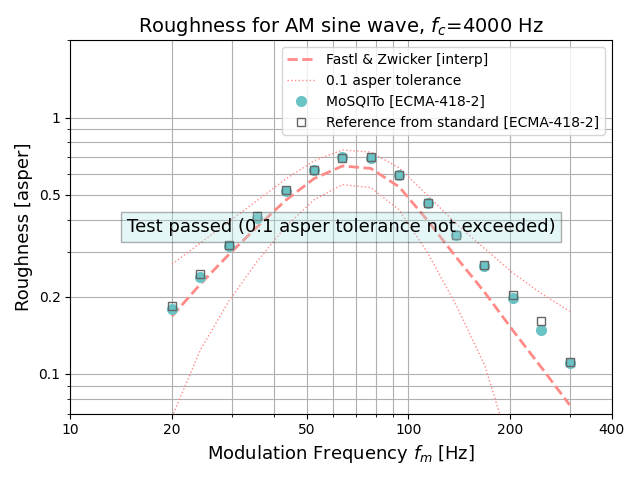 Roughness for AM sine wave, f_c=4000 Hz
Fastl & Zwicker [interp]
0.1 asper tolerance
MoSQITo [ECMA-418-2]
Reference from standard [ECMA-418-2]
Roughness [asper]
1
0.5
0.2
0.1
Test passed (0.1 asper tolerance not exceeded)
10 20 50 100 200 400
Modulation Frequency f_m [Hz]